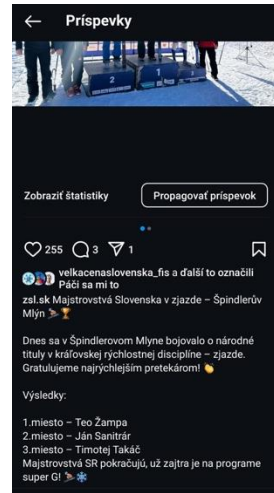 Príspevky
2 1 3
Zobraziť štatistiky
Propagovať príspevok
255 3 1
velkacenaslovenska_fis a ďalší to označili
Páči sa mi to
zsl.sk Majstrovstvá Slovenska v zjazde – Špindlerův
Mlýn ⛷️🏆
Dnes sa v Špindlerovom Mlyne bojovalo o národné
tituly v kráľovskej rýchlostnej disciplíne – zjazde.
Gratulujeme najrýchlejším pretekárom! 👏
Výsledky:
1.miesto – Teo Žampa
2.miesto – Ján Sanitrár
3.miesto – Timotej Takáč
Majstrovstvá SR pokračujú, už zajtra je na programe
super G! ⛷️❄️